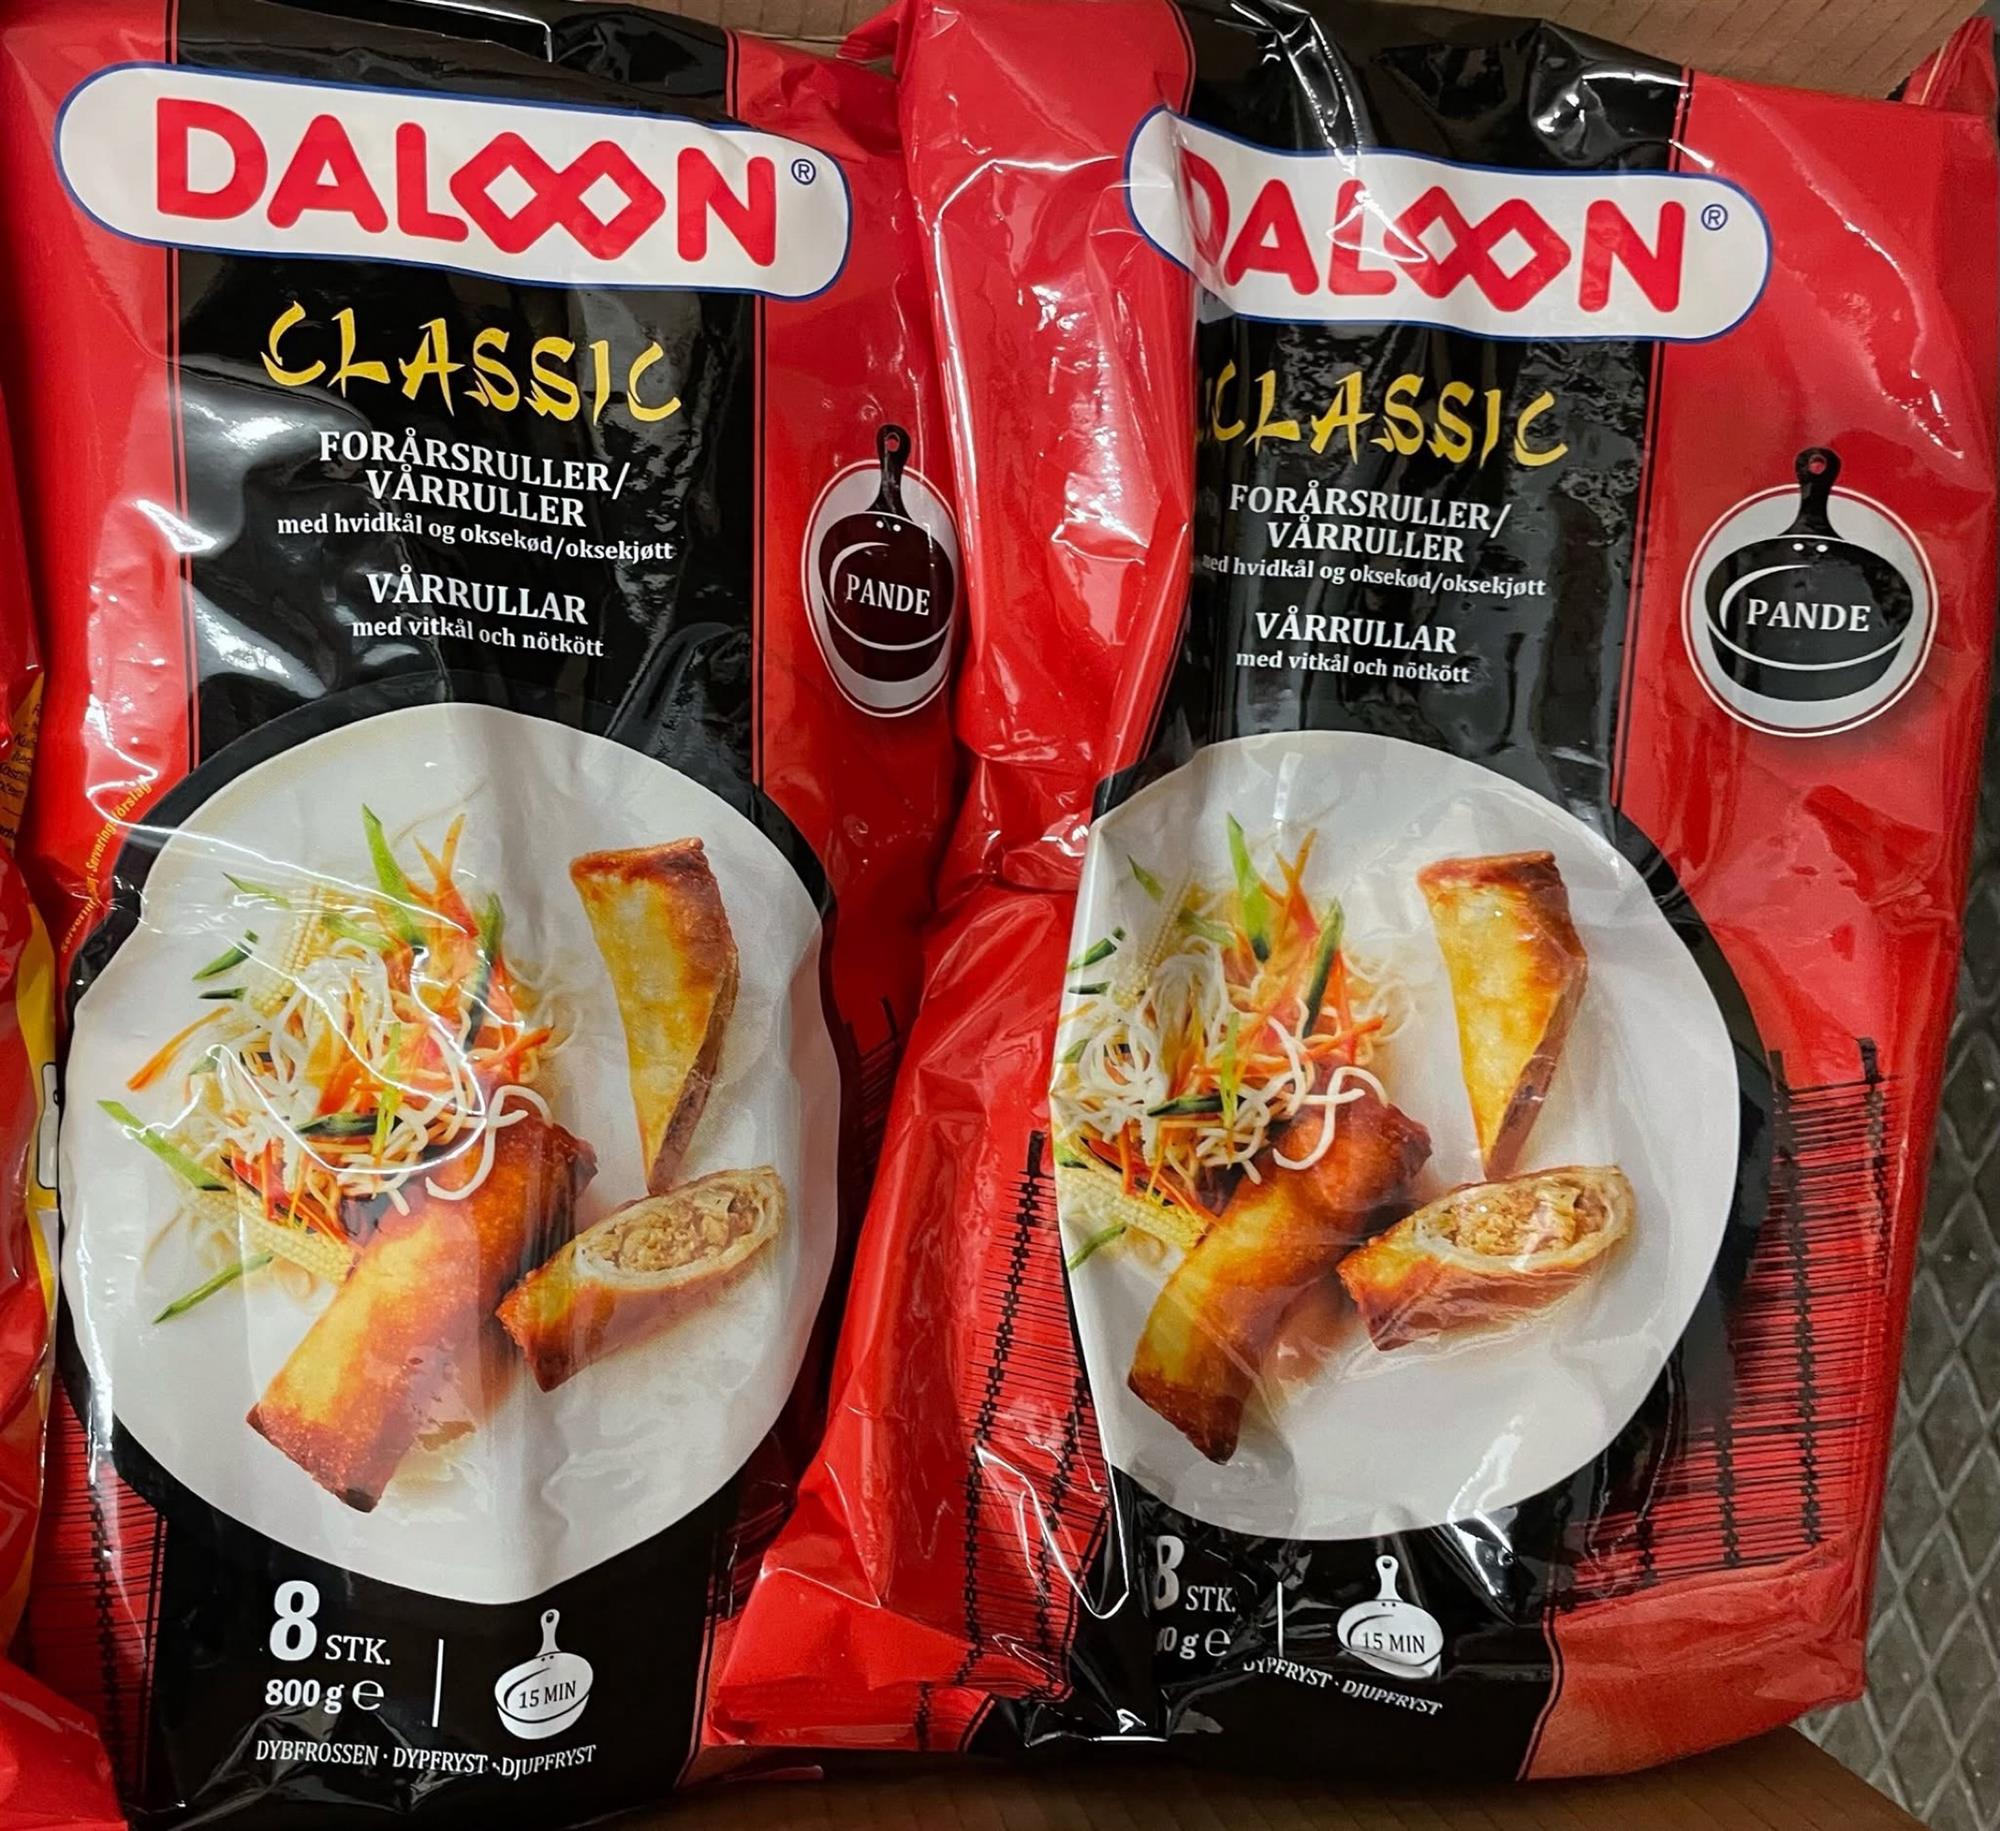 DALOON®
CLASSIC
FORÅRSRULLER/
VÅRRULLER
med hvidkål og oksekød/oksekjøtt
VÅRRULLAR
med vitkål och nötkött
PANDE
Serveringsförslag
8 STK.
800 g e
15 MIN
DYBFROSSEN · DYPFRYST · DJUPFRYST
DALOON®
CLASSIC
FORÅRSRULLER/
VÅRRULLER
hvidkål og oksekød/oksekjøtt
VÅRRULLAR
med vitkål och nötkött
PANDE
8 STK.
g e
15 MIN
DYPFRYST · DJUPFRYST